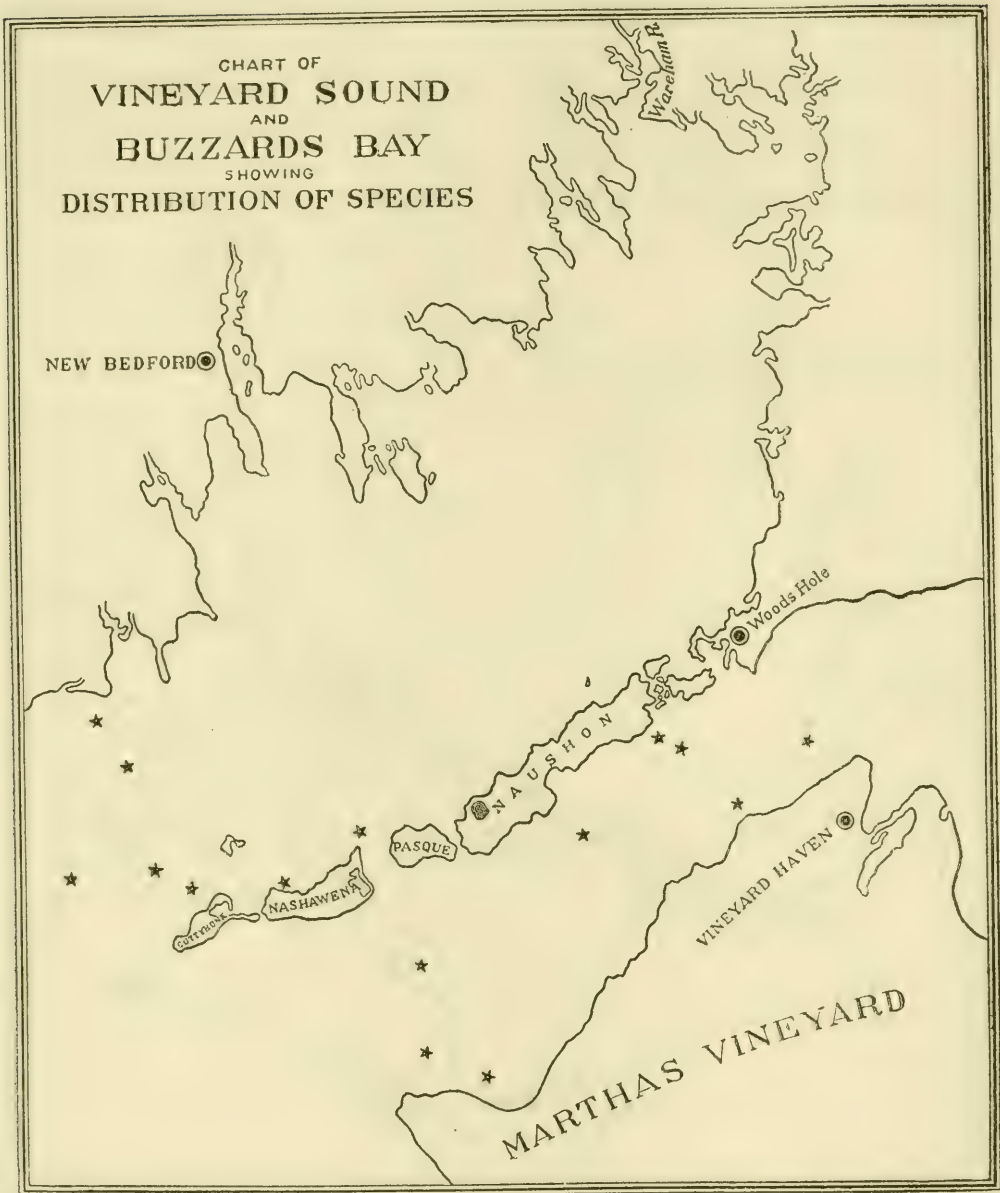 CHART OF
VINEYARD SOUND
AND
BUZZARDS BAY
SHOWING
DISTRIBUTION OF SPECIES
Wareham R.
NEW BEDFORD
Woods Hole
NAUSHON
PASQUE
NASHAWENA
CUTTYHUNK
VINEYARD HAVEN
MARTHAS VINEYARD